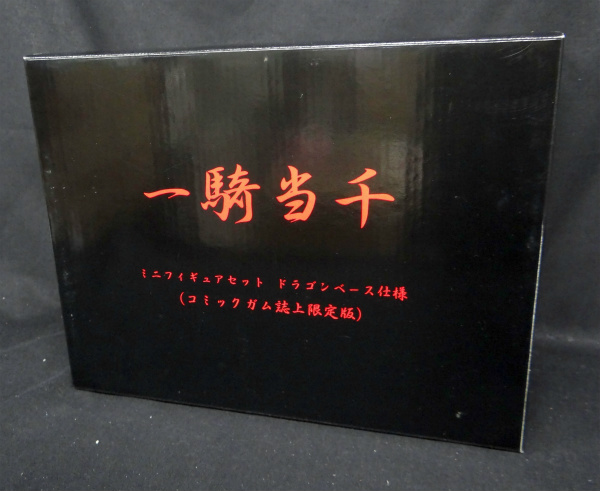 一騎当千
ミニフィギュアセット ドラゴンベース仕様
(コミックガム誌上限定版)